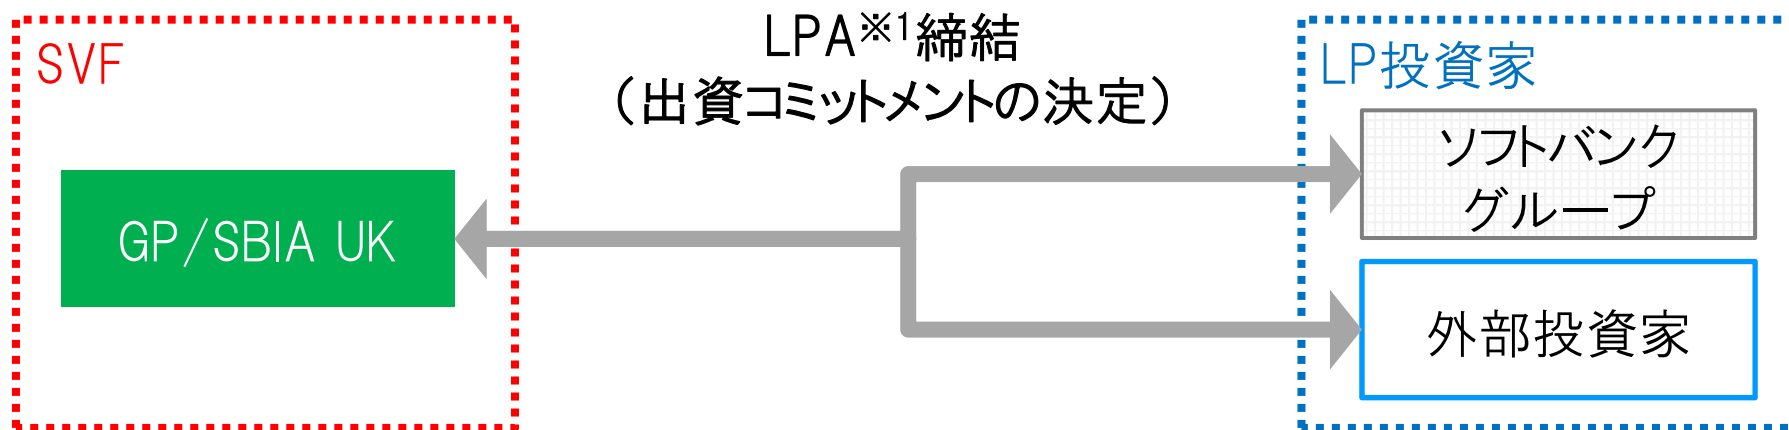 SVF
GP/SBIA UK
LPA※1締結
（出資コミットメントの決定）
LP投資家
ソフトバンク
グループ
外部投資家